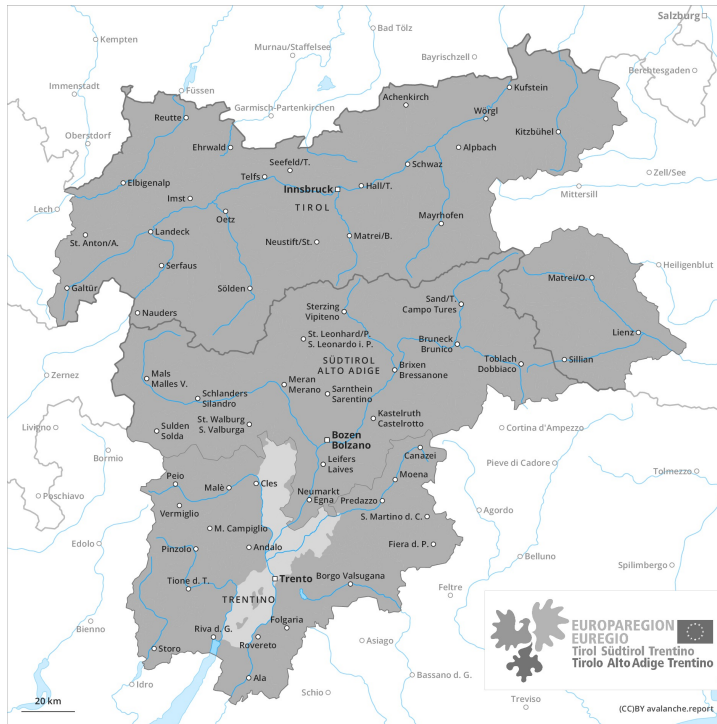 Salzburg
Kempten
Bad Tölz
Murnau/Staffelsee
Bayrischzell
Berchtesgaden
Immenstadt
Füssen
Garmisch-Partenkirchen
Achenkirch
Kufstein
Reutte
Wörgl
Oberstdorf
Kitzbühel
Ehrwald
Alpbach
Seefeld/T.
Schwaz
Zell/See
Telfs
Elbigenalp
Innsbruck
Hall/T.
Mittersill
Imst
TIROL
Lech
Oetz
Mayrhofen
Landeck
St. Anton/A.
Neustift/St.
Matrei/B.
Serfaus
Heiligenblut
Matrei/O.
Galtür
Sölden
Sand/T.
Campo Tures
Nauders
Sterzing
Vipiteno
Lienz
St. Leonhard/P.
S. Leonardo i. P.
Bruneck
Brunico
SÜDTIROL
ALTO ADIGE
Toblach
Dobbiaco
Sillian
Zernez
Mals
Malles V.
Meran
Merano
Brixen
Bressanone
Sarnthein
Sarentino
Schlanders
Silandro
Kastelruth
Castelrotto
Livigno
Sulden
Solda
St. Walburg
S. Valburga
Bozen
Bolzano
Cortina d'Ampezzo
Bormio
Canazei
Leifers
Laives
Pieve di Cadore
Tolmezzo
Peio
Malè
Cles
Moena
Poschiavo
Neumarkt
Egna
Predazzo
Vermiglio
Agordo
M. Campiglio
S. Martino d. C.
Edolo
Pinzolo
Andalo
Fiera d. P.
Belluno
Spilimbergo
Trento
Tione d. T.
Borgo Valsugana
Feltre
TRENTINO
Folgaria
Bienno
Riva d. G.
Rovereto
Asiago
Storo
Idro
Ala
Schio
Bassano d. G.
Treviso
EUROPAREGION
EUREGIO
Tirol Südtirol Trentino
Tirolo Alto Adige Trentino
20 km
(CC)BY avalanche.report